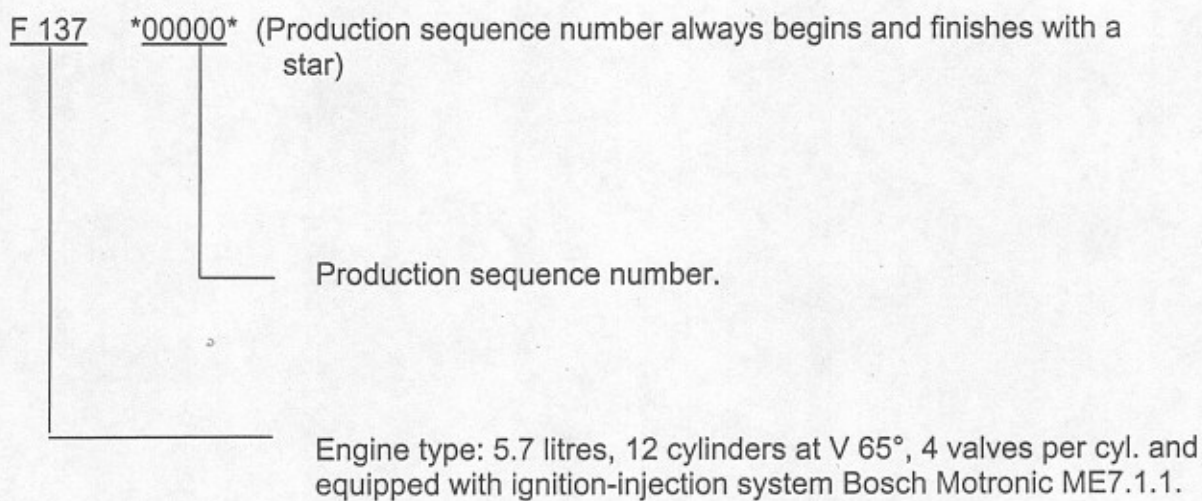 F 137 *00000* (Production sequence number always begins and finishes with a
star)
Production sequence number.
Engine type: 5.7 litres, 12 cylinders at V 65°, 4 valves per cyl. and
equipped with ignition-injection system Bosch Motronic ME7.1.1.